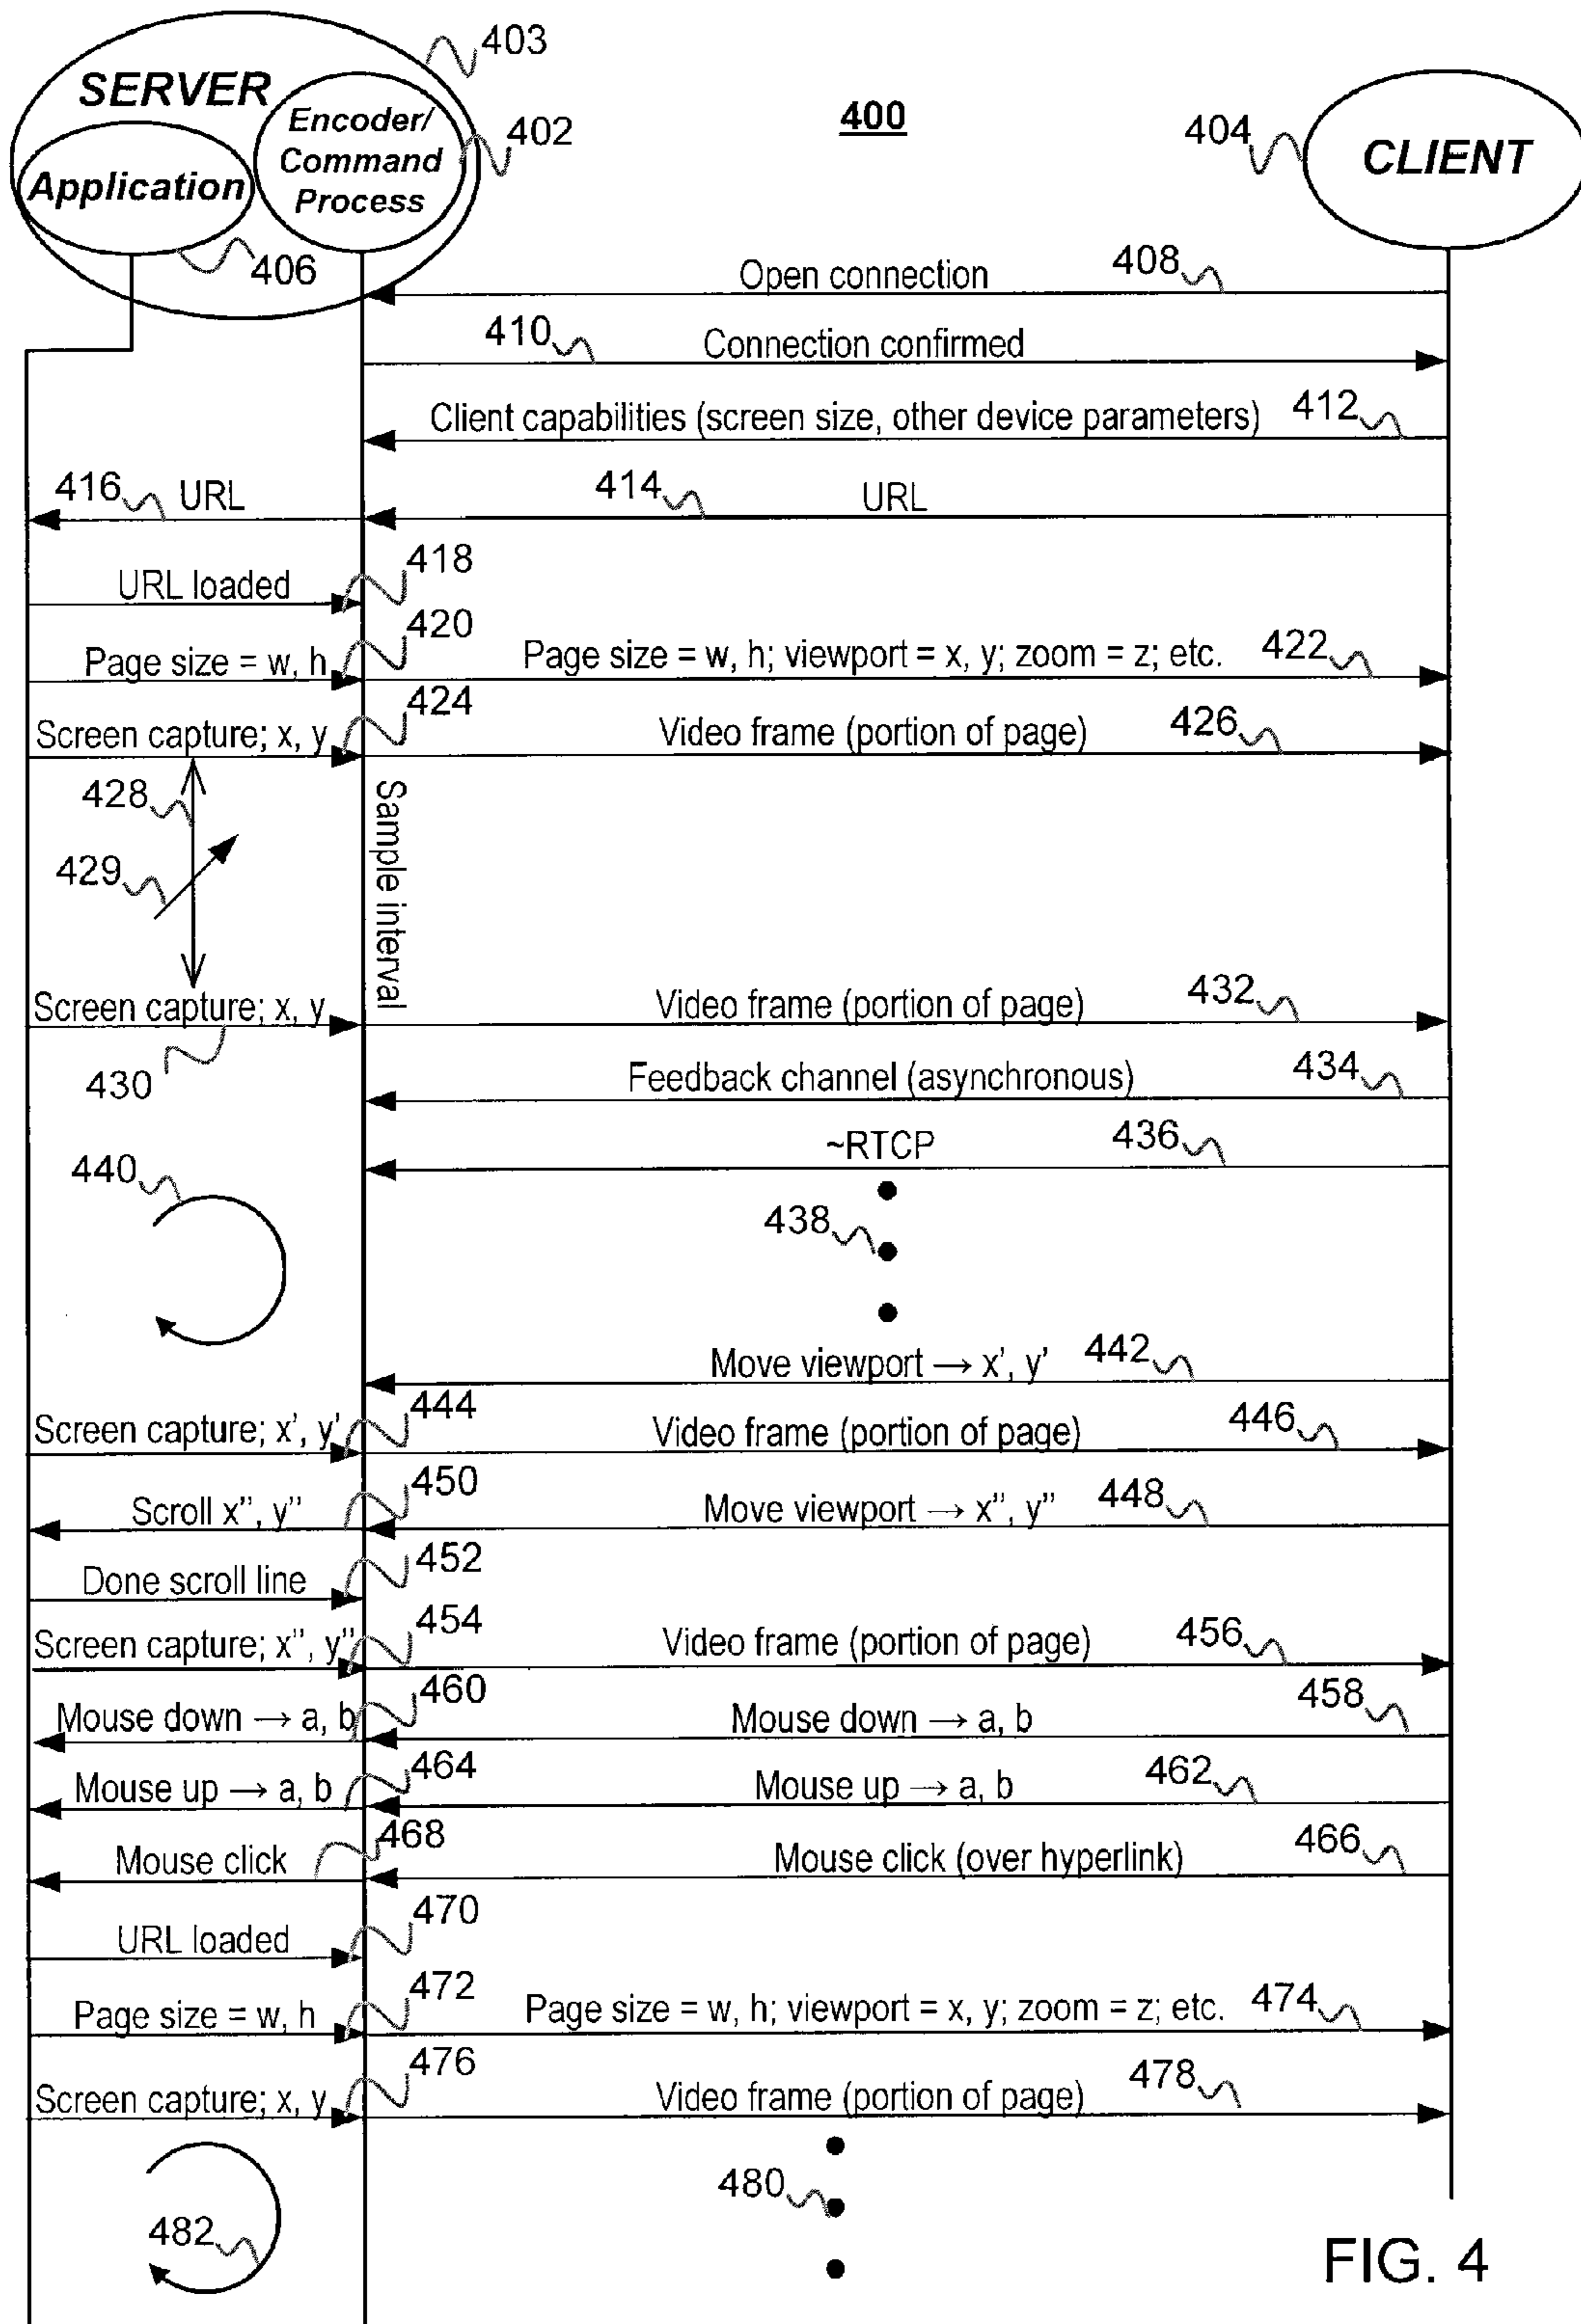 403
SERVER
Encoder/
Command
Process
402
400
404
CLIENT
Application
406
Open connection
408
410
Connection confirmed
Client capabilities (screen size, other device parameters)
412
416
URL
414
URL
418
URL loaded
420
Page size = w, h
Page size = w, h; viewport = x, y; zoom = z; etc.
422
424
Screen capture; x, y
Video frame (portion of page)
426
428
Sample interval
429
Screen capture; x, y
Video frame (portion of page)
432
430
Feedback channel (asynchronous)
434
~RTCP
436
440
438
Move viewport → x', y'
442
444
Screen capture; x', y'
Video frame (portion of page)
446
450
Scroll x”, y”
Move viewport → x”, y”
448
452
Done scroll line
454
Screen capture; x”, y”
Video frame (portion of page)
456
460
Mouse down → a, b
Mouse down → a, b
458
464
Mouse up → a, b
Mouse up → a, b
462
468
Mouse click
Mouse click (over hyperlink)
466
470
URL loaded
472
Page size = w, h
Page size = w, h; viewport = x, y; zoom = z; etc.
474
476
Screen capture; x, y
Video frame (portion of page)
478
480
482
FIG. 4